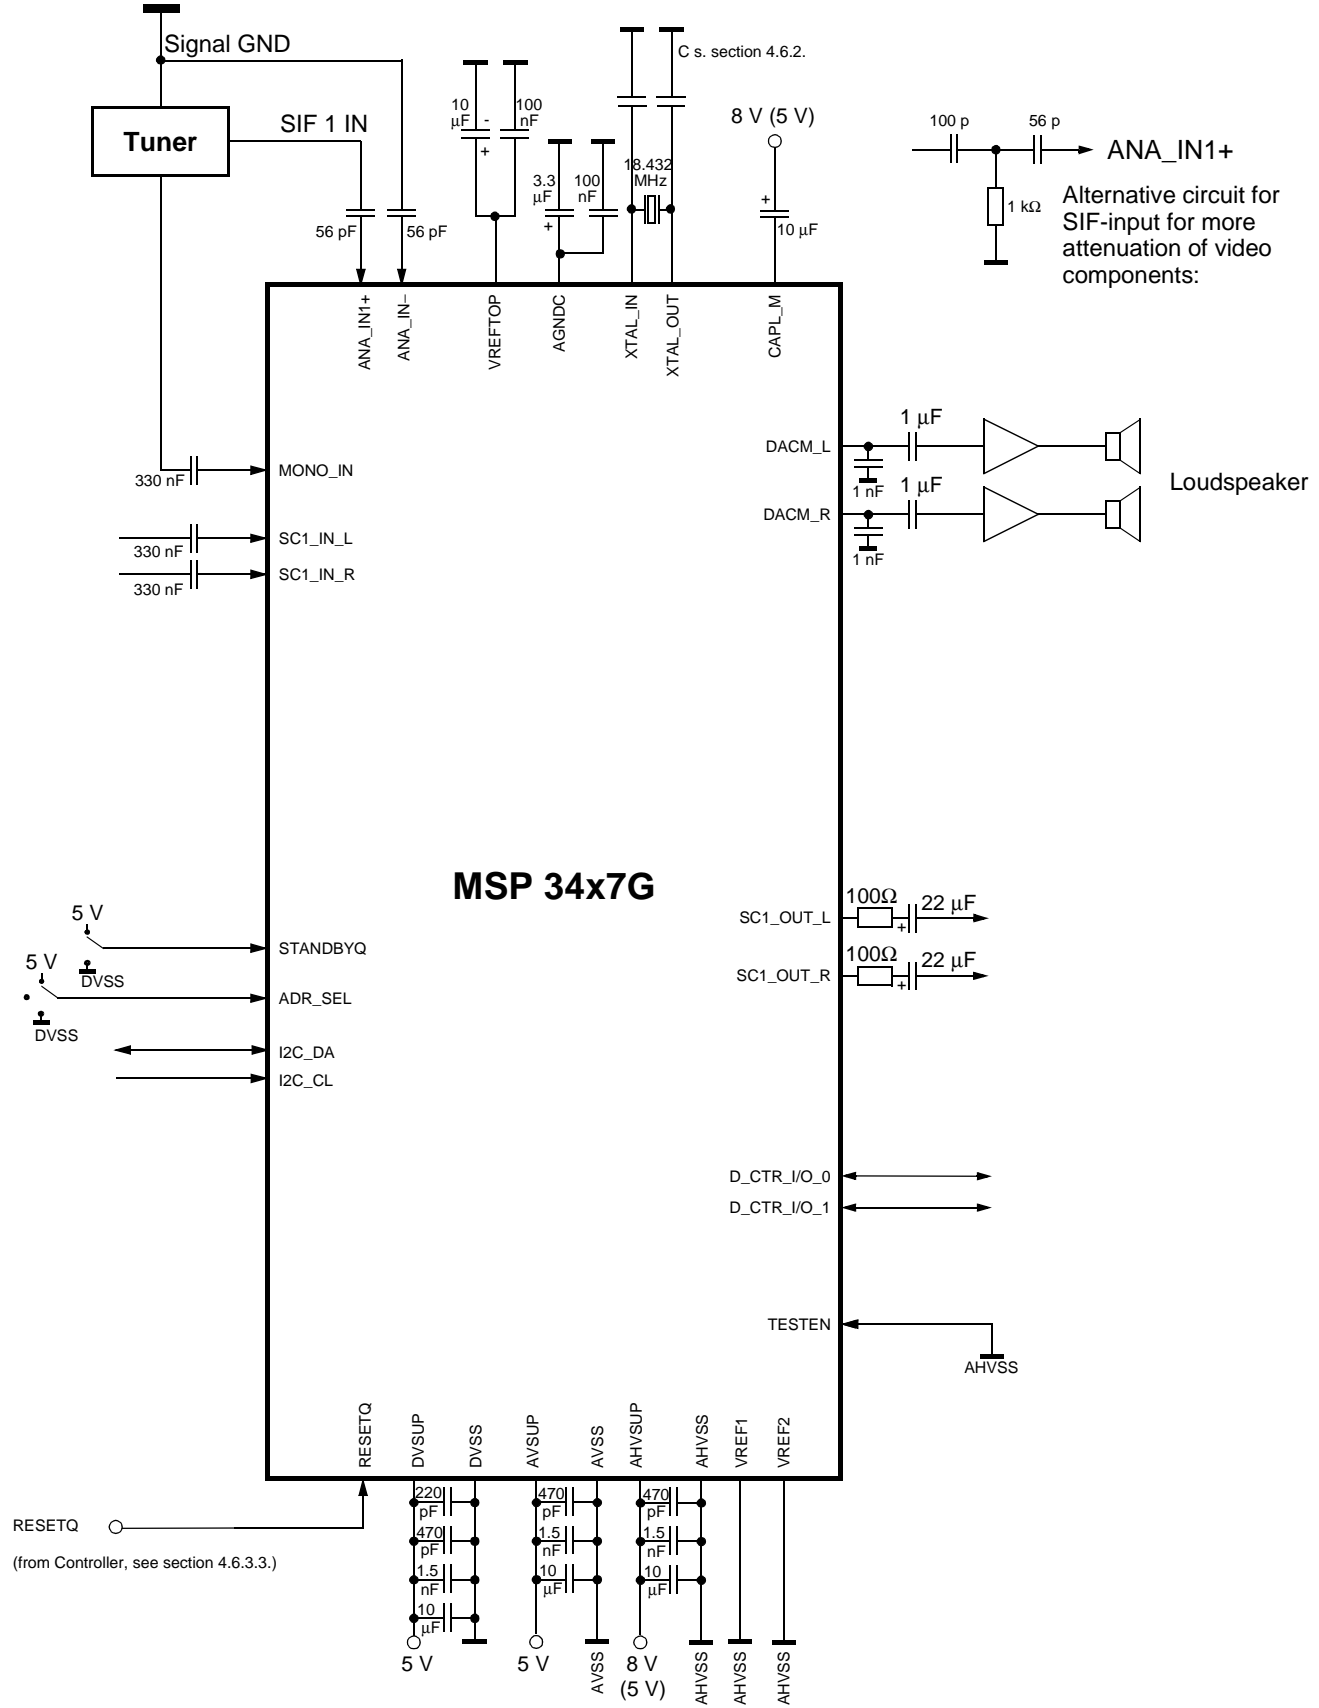 Signal GND
C s. section 4.6.2.
Tuner
SIF 1 IN
10
µF
-
+
100
nF
3.3
µF
+
100
nF
18.432
MHz
8 V (5 V)
+
10 µF
56 pF
56 pF
100 p
56 p
ANA_IN1+
1 kΩ
Alternative circuit for
SIF-input for more
attenuation of video
components:
ANA_IN1+
ANA_IN–
VREFTOP
AGNDC
XTAL_IN
XTAL_OUT
CAPL_M
330 nF
MONO_IN
330 nF
SC1_IN_L
330 nF
SC1_IN_R
DACM_L
1 µF
1 nF
DACM_R
1 µF
1 nF
Loudspeaker
MSP 34x7G
SC1_OUT_L
100Ω
+
22 µF
SC1_OUT_R
100Ω
+
22 µF
5 V
STANDBYQ
DVSS
5 V
ADR_SEL
DVSS
I2C_DA
I2C_CL
D_CTR_I/O_0
D_CTR_I/O_1
TESTEN
AHVSS
RESETQ
DVSUP
DVSS
AVSUP
AVSS
AHVSUP
AHVSS
VREF1
VREF2
RESETQ
(from Controller, see section 4.6.3.3.)
220
pF
470
pF
1.5
nF
10
µF
5 V
470
pF
1.5
nF
10
µF
5 V
AVSS
470
pF
1.5
nF
10
µF
8 V
(5 V)
AHVSS
AHVSS
AHVSS